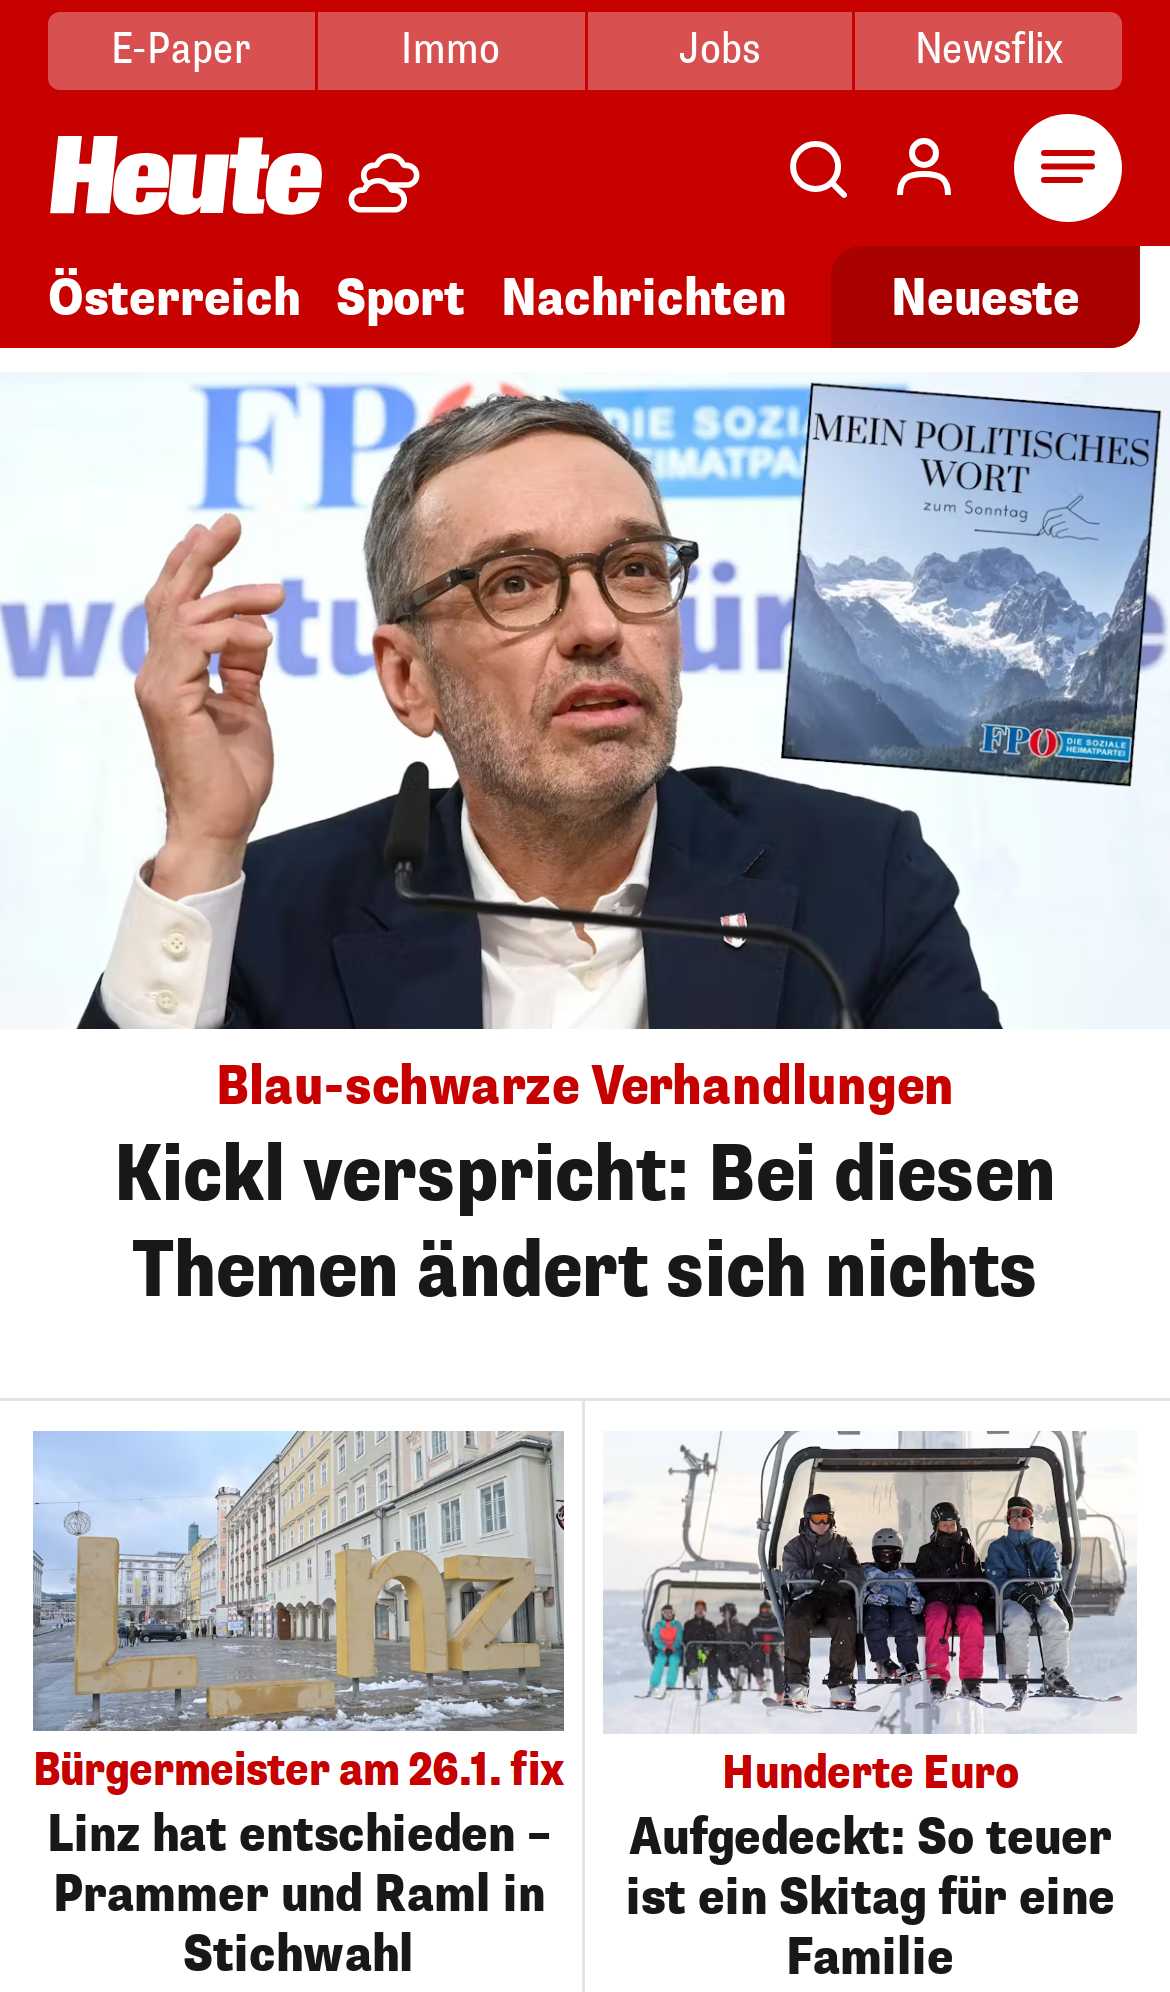 E-Paper
Immo
Jobs
Newsflix
Heute
Österreich
Sport
Nachrichten
Neueste
FPÖ
DIE SOZI
HEIMATPA
MEIN POLITISCHES
WORT
zum Sonntag
FPÖ DIE SOZIALE
HEIMATPARTEI
Blau-schwarze Verhandlungen
Kickl verspricht: Bei diesen
Themen ändert sich nichts
L_nz
Bürgermeister am 26.1. fix
Linz hat entschieden –
Prammer und Raml in
Stichwahl
Hunderte Euro
Aufgedeckt: So teuer
ist ein Skitag für eine
Familie